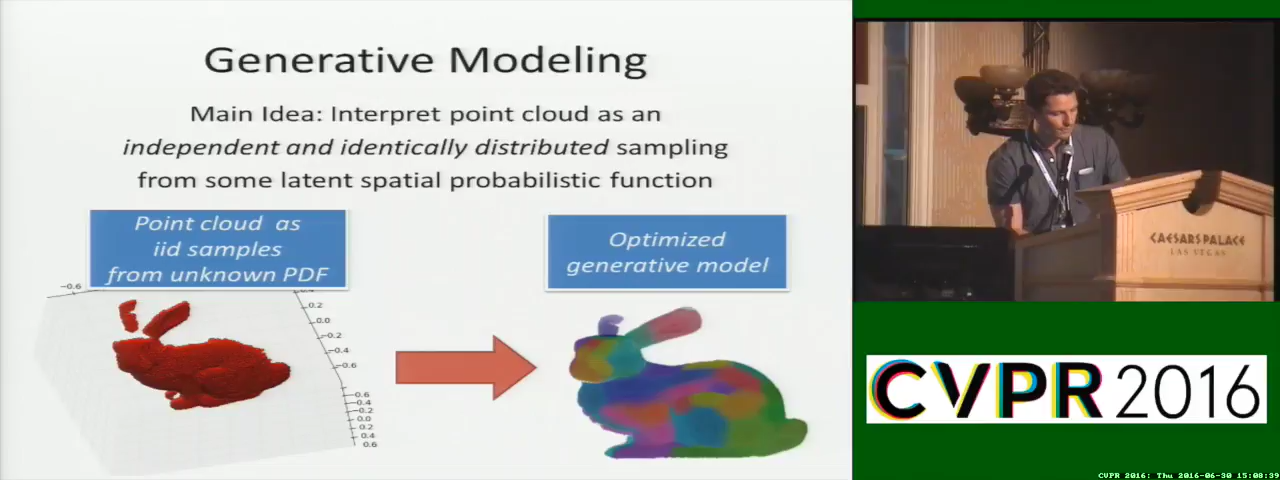 Generative Modeling
Main Idea: Interpret point cloud as an
independent and identically distributed sampling
from some latent spatial probabilistic function
Point cloud as
iid samples
from unknown PDF
Optimized
generative model
−0.6
0.2
0.0
−0.2
−0.4
−0.6
−0.6
−0.4
−0.2
0.0
0.2
0.4
0.6
CAESARS PALACE
LAS VEGAS
CVPR 2016
CVPR 2016: Thu 2016-06-30 15:08:39